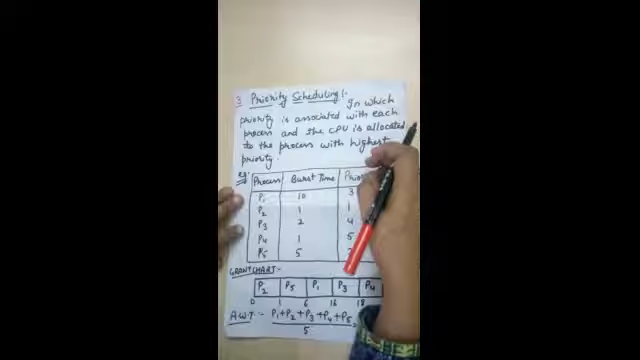 3 Priority Scheduling:-
In which
priority is associated with each
process and the CPU is allocated
to the process with highest
priority.
eg:-
Process Burst Time
P1 10 3
P2 1 1
P3 2 4
P4 1 5
P5 5
GRANTCHART:-
P2 P5 P1 P3 P4
0 1 6 16 18
A.W.T:- P1+P2+P3+P4+P5
5